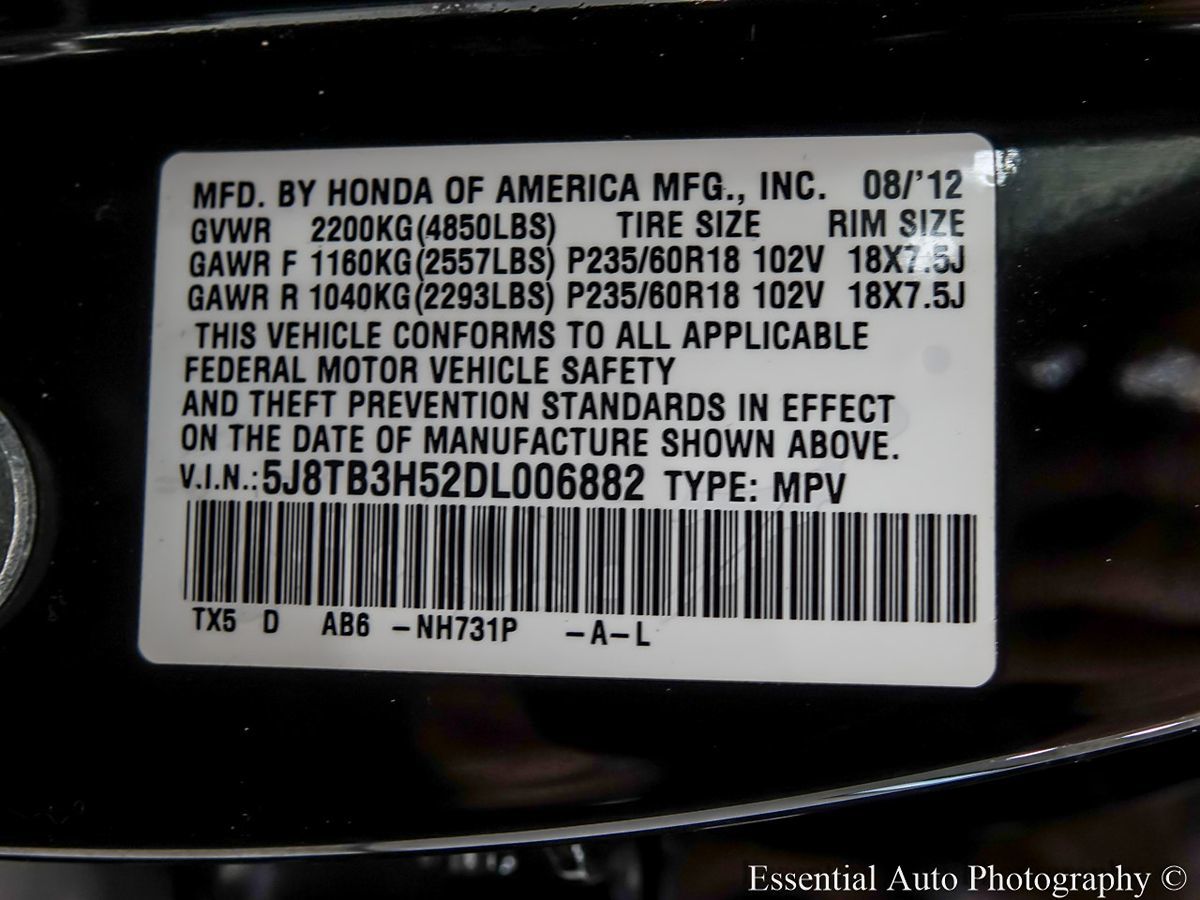 MFD. BY HONDA OF AMERICA MFG., INC. 08/'12
GVWR 2200KG(4850LBS) TIRE SIZE RIM SIZE
GAWR F 1160KG(2557LBS) P235/60R18 102V 18X7.5J
GAWR R 1040KG(2293LBS) P235/60R18 102V 18X7.5J
THIS VEHICLE CONFORMS TO ALL APPLICABLE
FEDERAL MOTOR VEHICLE SAFETY
AND THEFT PREVENTION STANDARDS IN EFFECT
ON THE DATE OF MANUFACTURE SHOWN ABOVE.
V.I.N.:5J8TB3H52DL006882 TYPE: MPV
TX5 D AB6 -NH731P -A-L
Essential Auto Photography ©